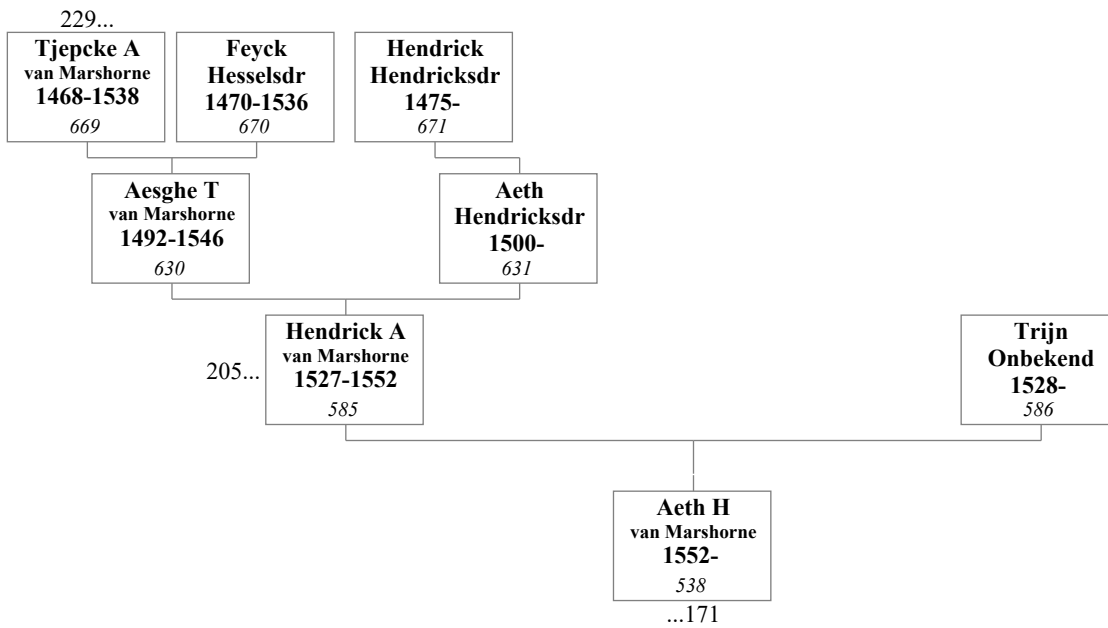 229...
Tjepcke A
van Marshorne
1468-1538
669
Feyck
Hesselsdr
1470-1536
670
Hendrick
Hendricksdr
1475-
671
Aesghe T
van Marshorne
1492-1546
630
Aeth
Hendricksdr
1500-
631
205...
Hendrick A
van Marshorne
1527-1552
585
Trijn
Onbekend
1528-
586
Aeth H
van Marshorne
1552-
538
...171